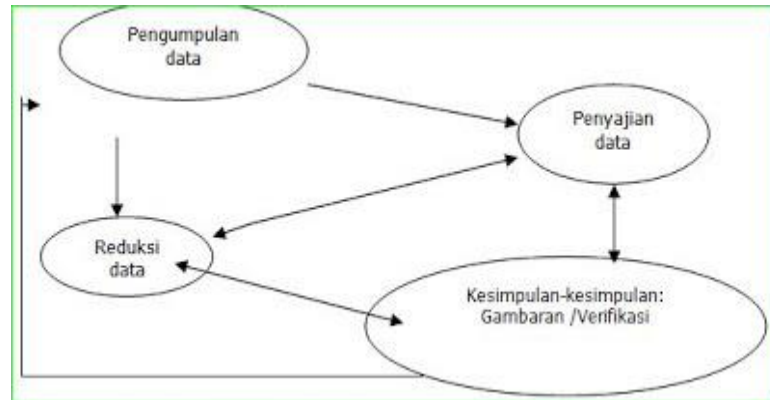 Pengumpulan
data
Penyajian
data
Reduksi
data
Kesimpulan-kesimpulan:
Gambaran /Verifikasi